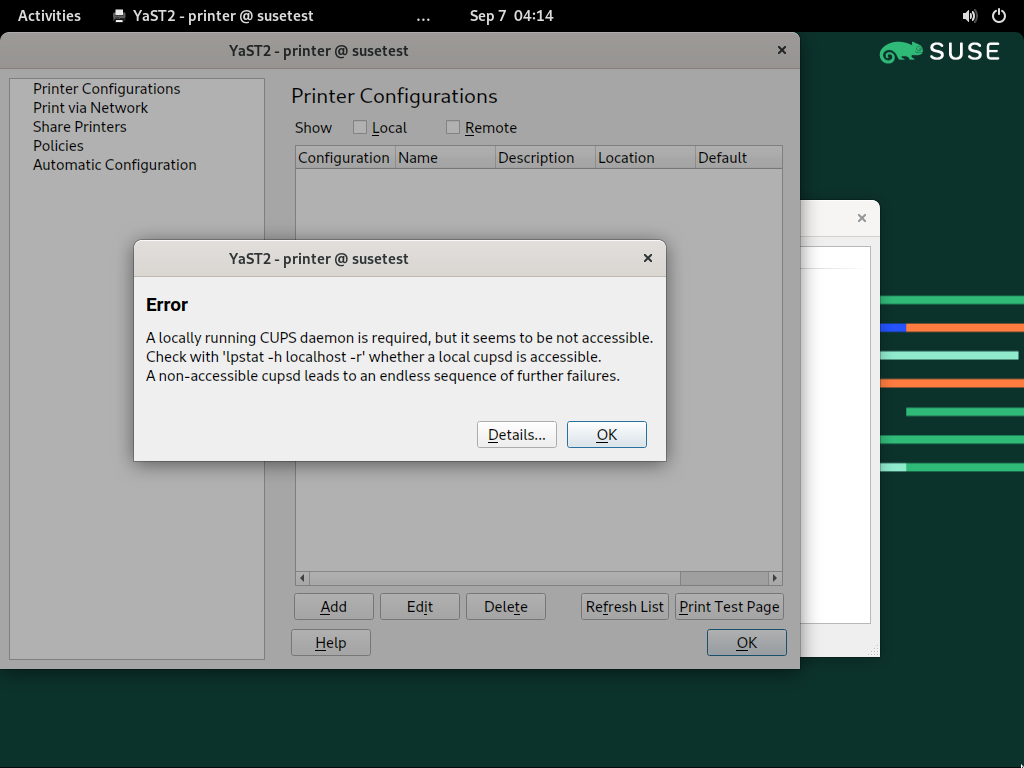 Activities YaST2 - printer @ susetest ... Sep 7 04:14
YaST2 - printer @ susetest
SUSE
Printer Configurations
Print via Network
Share Printers
Policies
Automatic Configuration
Printer Configurations
Show Local Remote
Configuration Name Description Location Default
YaST2 - printer @ susetest
Error
A locally running CUPS daemon is required, but it seems to be not accessible.
Check with 'lpstat -h localhost -r' whether a local cupsd is accessible.
A non-accessible cupsd leads to an endless sequence of further failures.
Details... OK
Add Edit Delete Refresh List Print Test Page
Help OK